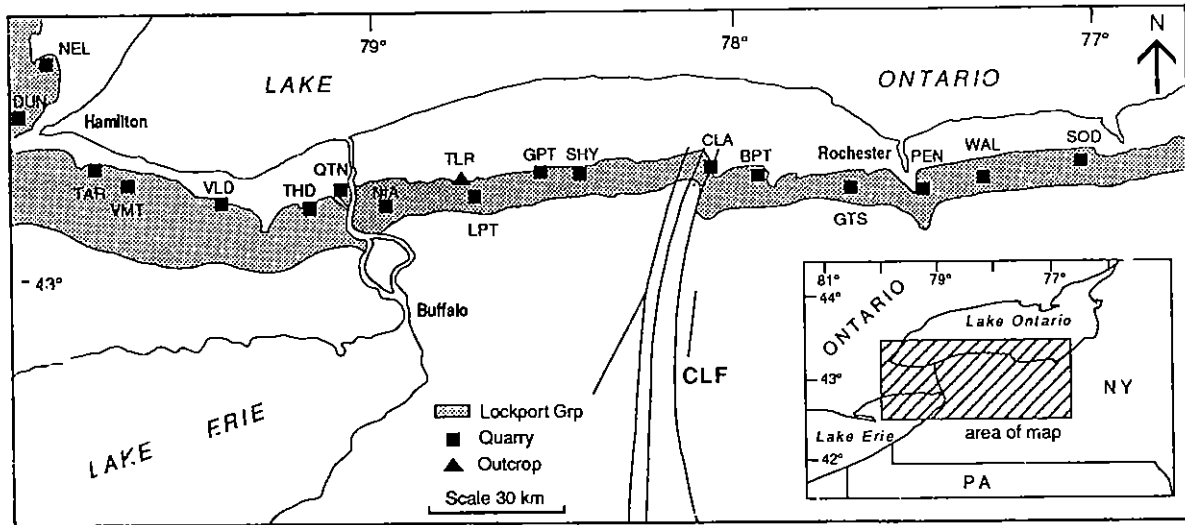 79°
78°
77°
N
NEL
LAKE
ONTARIO
DUN
Hamilton
TAR
VMT
VLD
THD
QTN
NIA
TLR
LPT
GPT
SHY
CLA
BPT
Rochester
GTS
PEN
WAL
SOD
43°
Buffalo
CLF
LAKE ERIE
Lockport Grp
Quarry
Outcrop
Scale 30 km
81°
79°
77°
44°
ONTARIO
Lake Ontario
43°
NY
Lake Erie
area of map
42°
PA